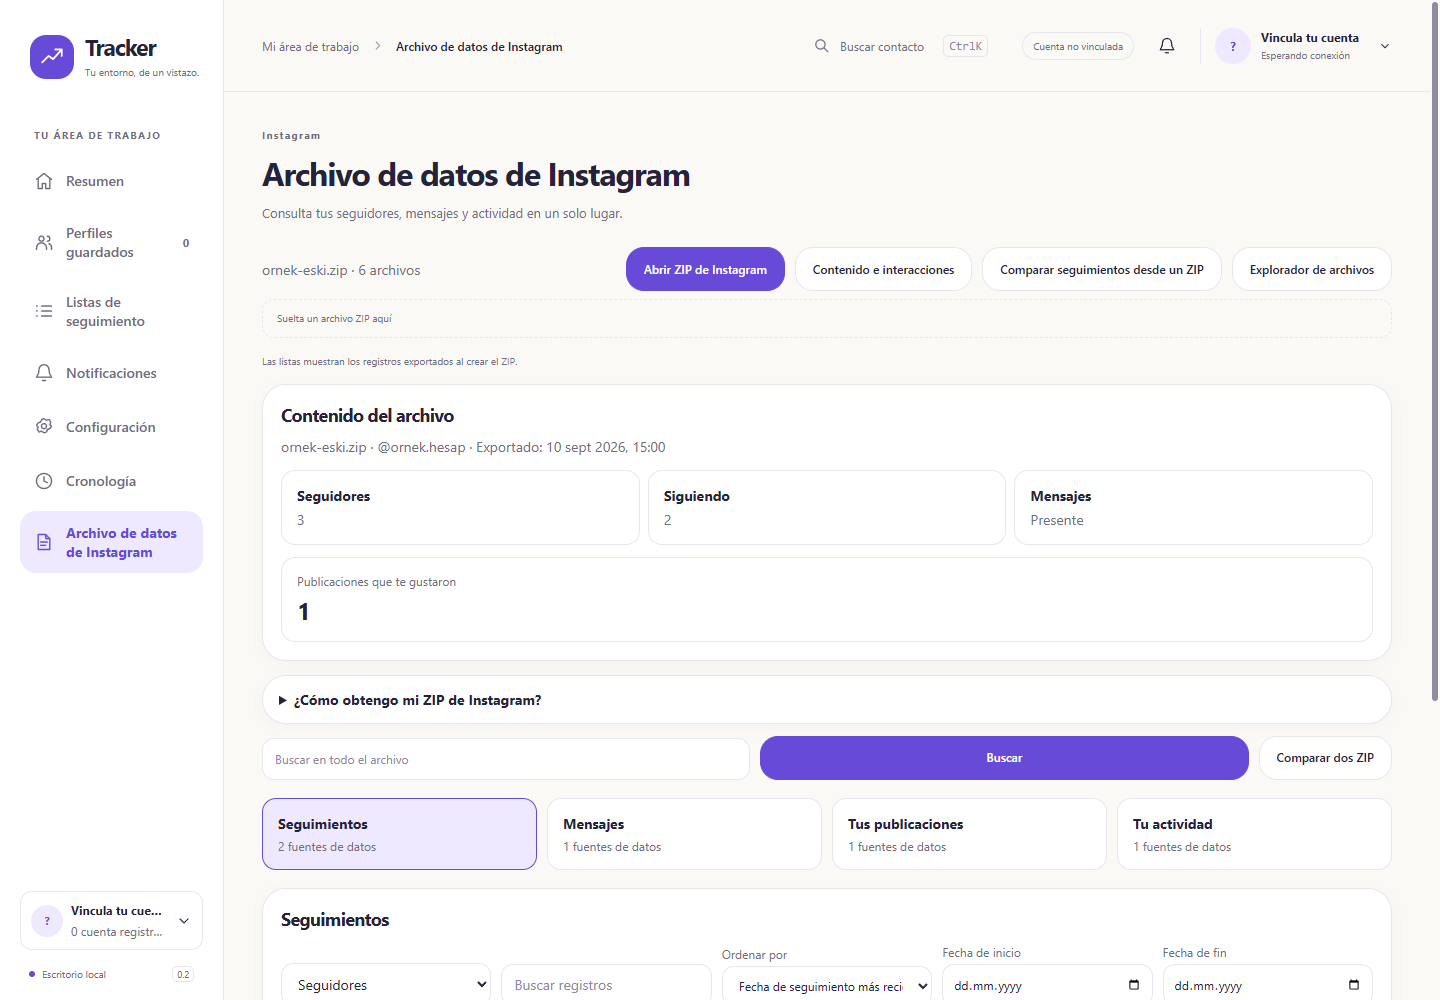 Tracker
Tu entorno, de un vistazo.
TU ÁREA DE TRABAJO
Resumen
Perfiles
guardados
0
Listas de
seguimiento
Notificaciones
Configuración
Cronología
Archivo de datos
de Instagram
?
Vincula tu cue...
0 cuenta registr...
Escritorio local
0.2
Mi área de trabajo
Archivo de datos de Instagram
Buscar contacto
Ctrl K
Cuenta no vinculada
?
Vincula tu cuenta
Esperando conexión
Instagram
Archivo de datos de Instagram
Consulta tus seguidores, mensajes y actividad en un solo lugar.
ornek-eski.zip · 6 archivos
Abrir ZIP de Instagram
Contenido e interacciones
Comparar seguimientos desde un ZIP
Explorador de archivos
Suelta un archivo ZIP aquí
Las listas muestran los registros exportados al crear el ZIP.
Contenido del archivo
ornek-eski.zip · @ornek.hesap · Exportado: 10 sept 2026, 15:00
Seguidores
3
Siguiendo
2
Mensajes
Presente
Publicaciones que te gustaron
1
¿Cómo obtengo mi ZIP de Instagram?
Buscar en todo el archivo
Buscar
Comparar dos ZIP
Seguimientos
2 fuentes de datos
Mensajes
1 fuentes de datos
Tus publicaciones
1 fuentes de datos
Tu actividad
1 fuentes de datos
Seguimientos
Seguidores
Buscar registros
Ordenar por
Fecha de seguimiento más reci
Fecha de inicio
dd.mm.yyyy
Fecha de fin
dd.mm.yyyy